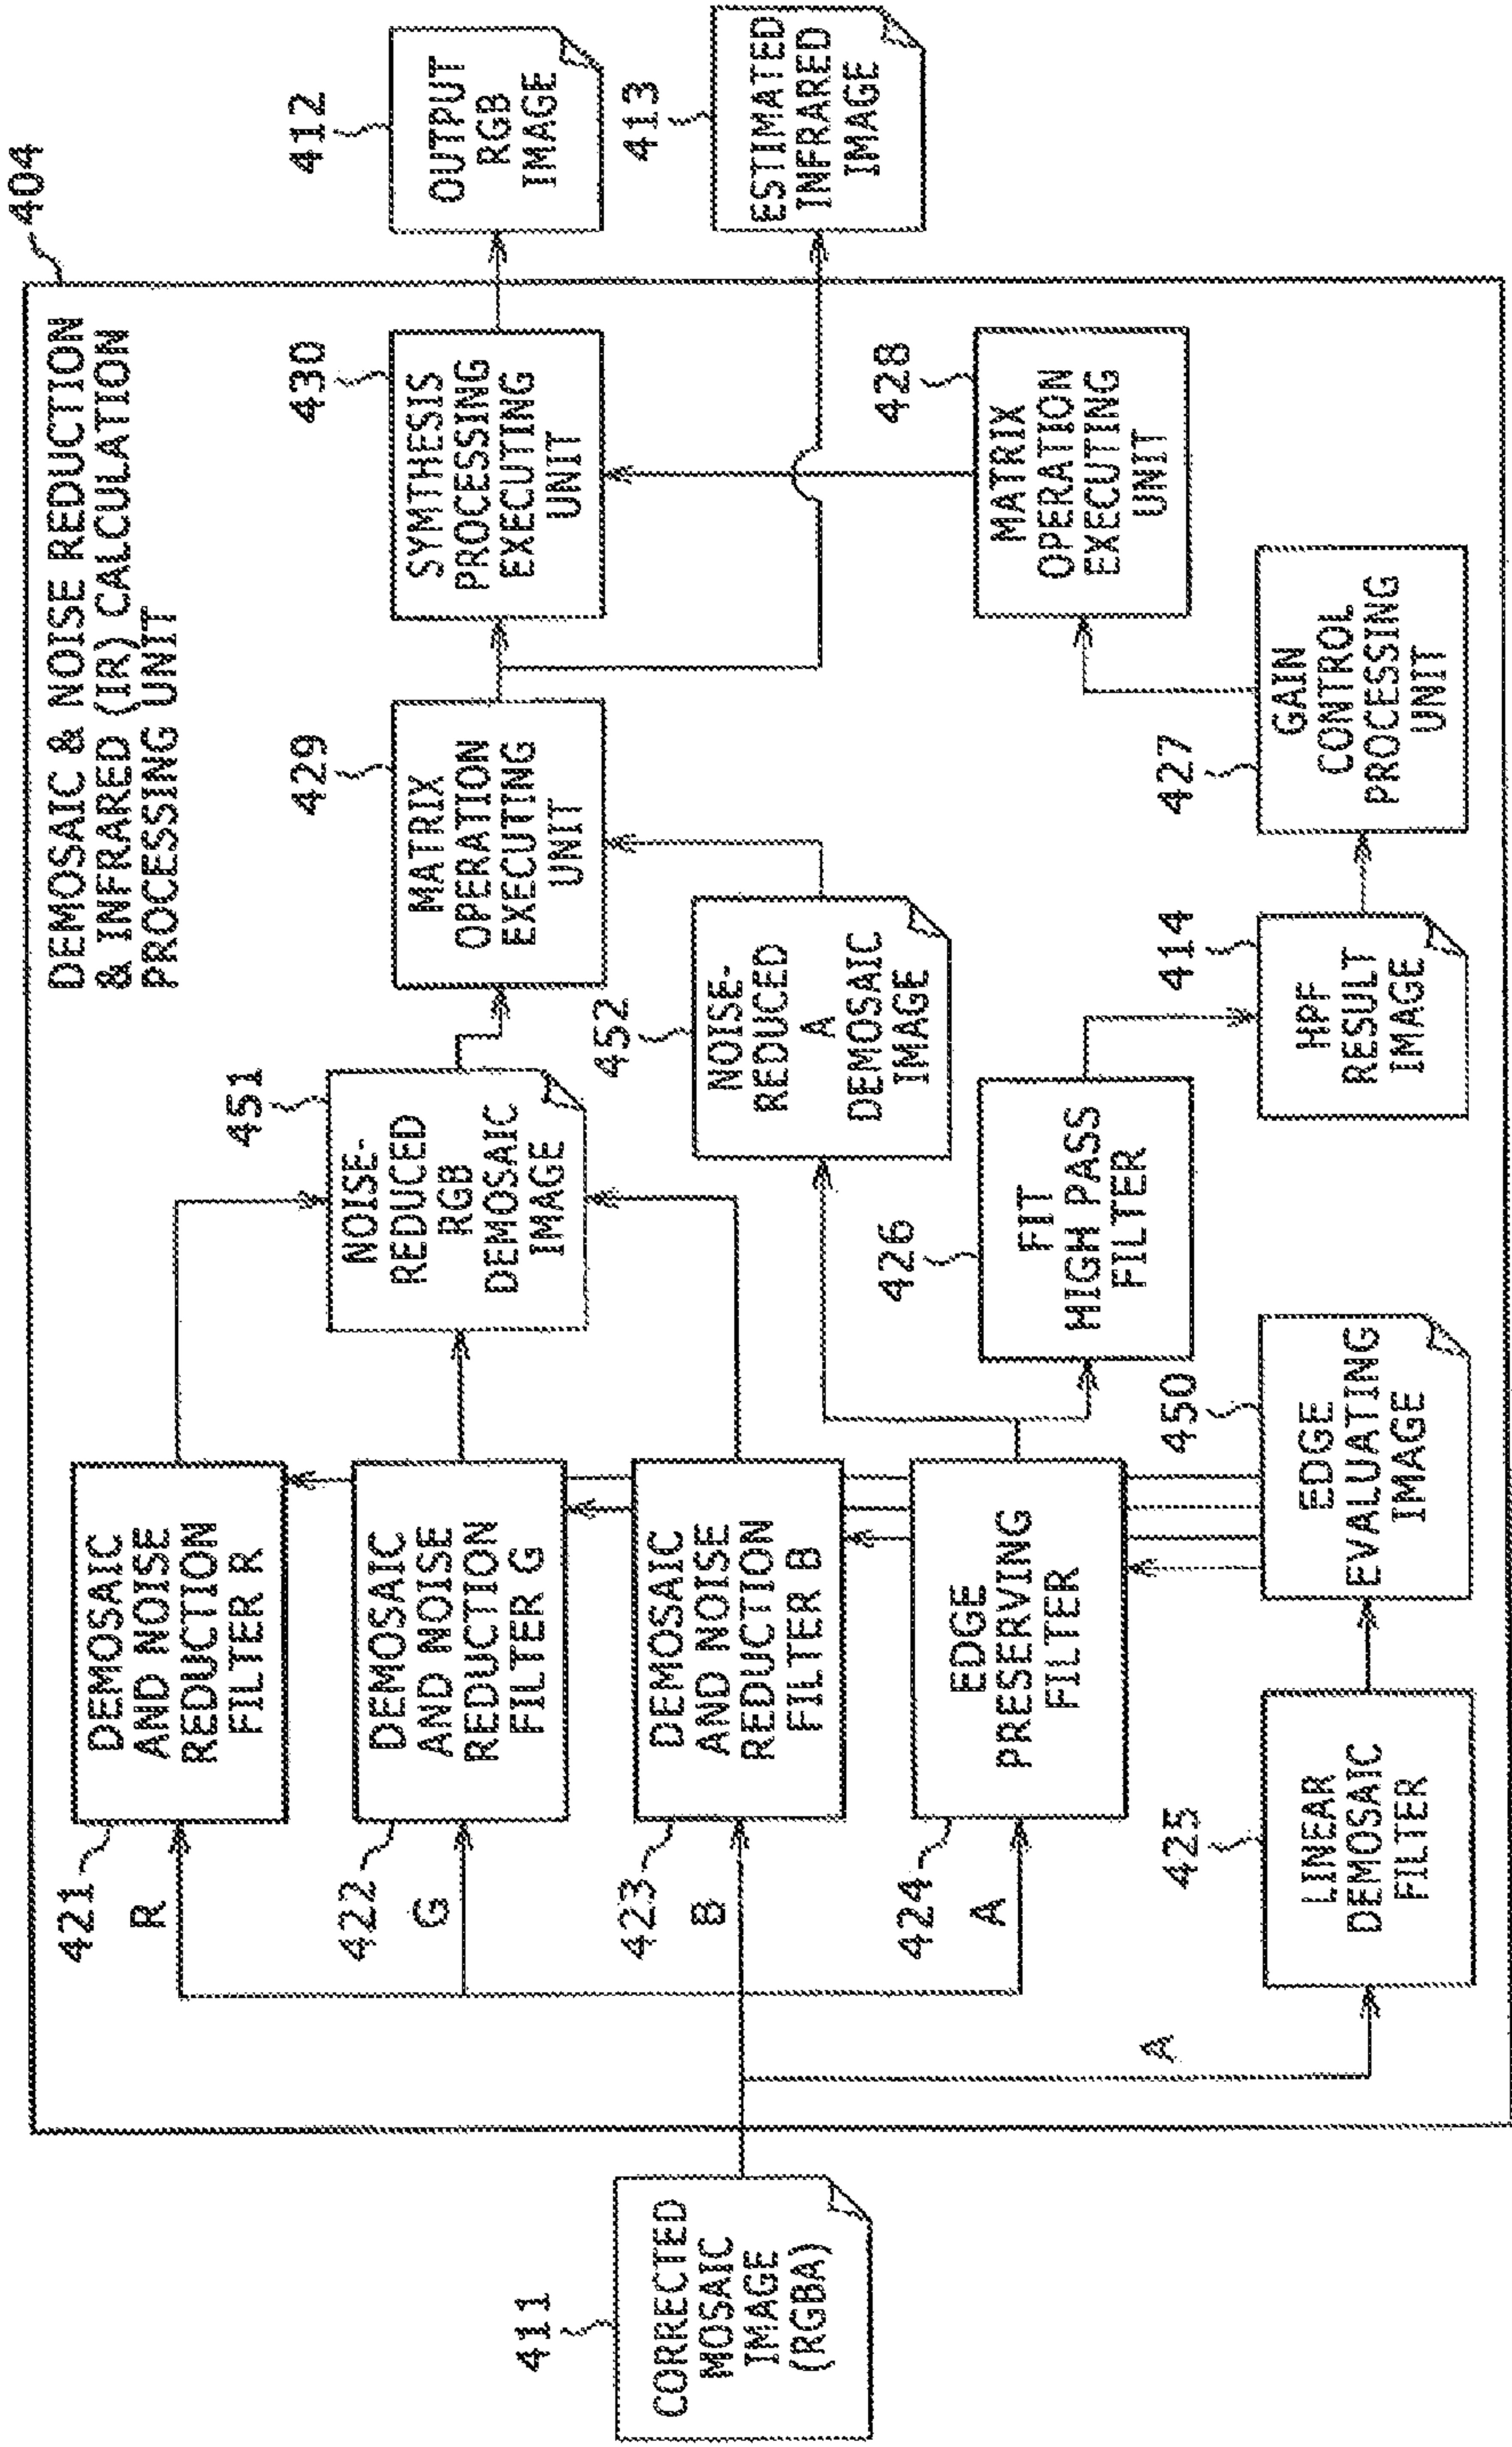 404
DEMOSAIC & NOISE REDUCTION
& INFRARED (IR) CALCULATION
PROCESSING UNIT
411
CORRECTED
MOSAIC
IMAGE
(RGBA)
421
R
DEMOSAIC
AND NOISE
REDUCTION
FILTER R
422
G
DEMOSAIC
AND NOISE
REDUCTION
FILTER G
423
B
DEMOSAIC
AND NOISE
REDUCTION
FILTER B
424
A
EDGE
PRESERVING
FILTER
A
425
LINEAR
DEMOSAIC
FILTER
450
EDGE
EVALUATING
IMAGE
451
NOISE-
REDUCED
RGB
DEMOSAIC
IMAGE
452
NOISE-
REDUCED
A
DEMOSAIC
IMAGE
426
FIT
HIGH PASS
FILTER
414
HPF
RESULT
IMAGE
429
MATRIX
OPERATION
EXECUTING
UNIT
427
GAIN
CONTROL
PROCESSING
UNIT
430
SYMTHESIS
PROCESSING
EXECUTING
UNIT
428
MATRIX
OPERATION
EXECUTING
UNIT
412
OUTPUT
RGB
IMAGE
413
ESTIMATED
INFRARED
IMAGE